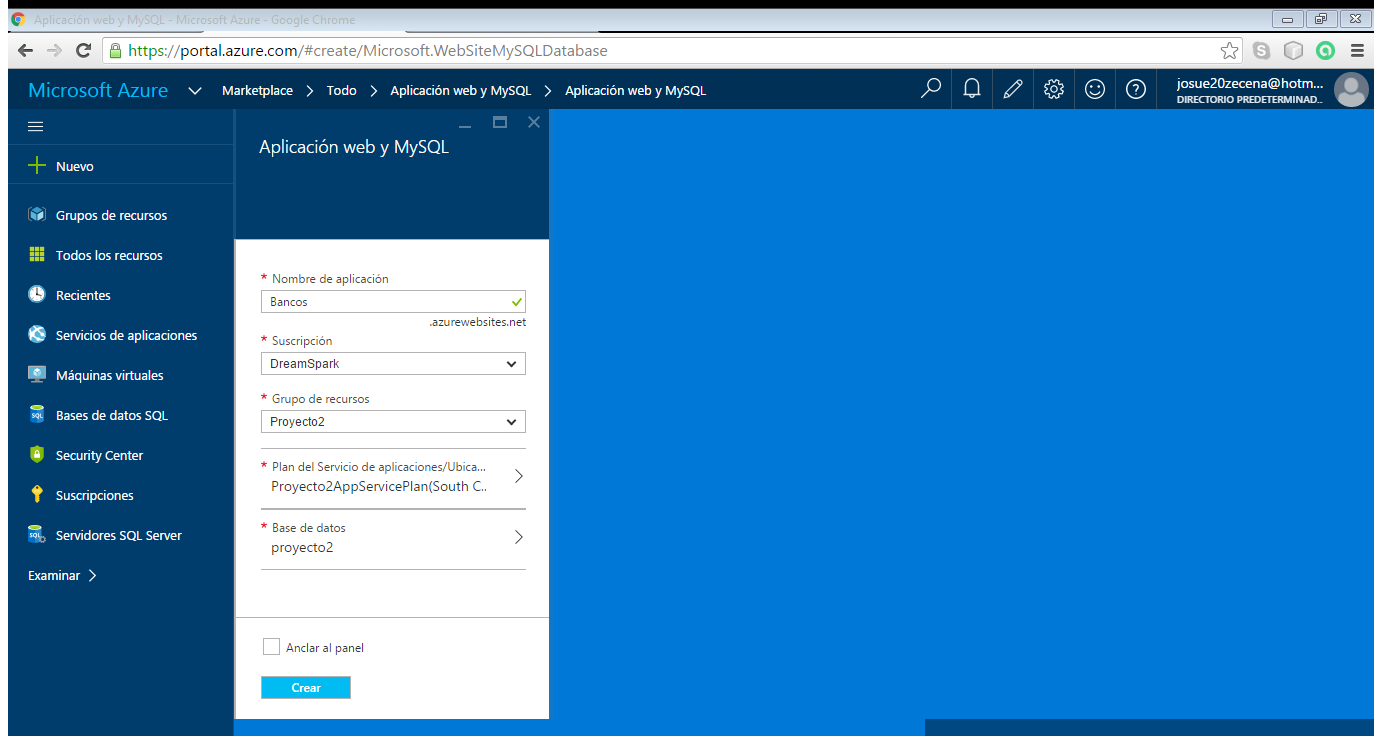 Aplicación web y MySQL - Microsoft Azure - Google Chrome
https://portal.azure.com/#create/Microsoft.WebSiteMySQLDatabase
Microsoft Azure Marketplace > Todo > Aplicación web y MySQL > Aplicación web y MySQL
josue20zecena@hotm...
DIRECTORIO PREDETERMINAD...
Nuevo
Grupos de recursos
Todos los recursos
Recientes
Servicios de aplicaciones
Máquinas virtuales
SQL
Bases de datos SQL
Security Center
Suscripciones
SQL
Servidores SQL Server
Examinar >
Aplicación web y MySQL
* Nombre de aplicación
Bancos
.azurewebsites.net
* Suscripción
DreamSpark
* Grupo de recursos
Proyecto2
* Plan del Servicio de aplicaciones/Ubica...
Proyecto2AppServicePlan(South C..
* Base de datos
proyecto2
Anclar al panel
Crear